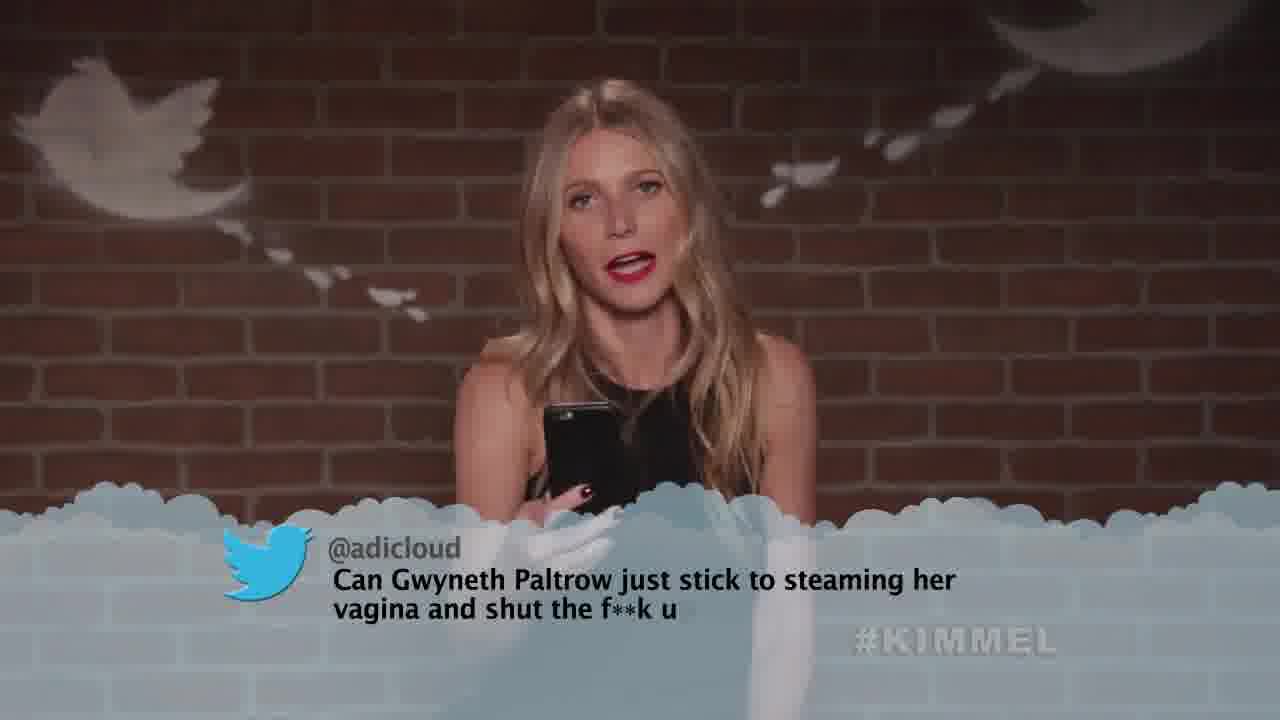 @adicloud
Can Gwyneth Paltrow just stick to steaming her
vagina and shut the f**k u
#KIMMEL